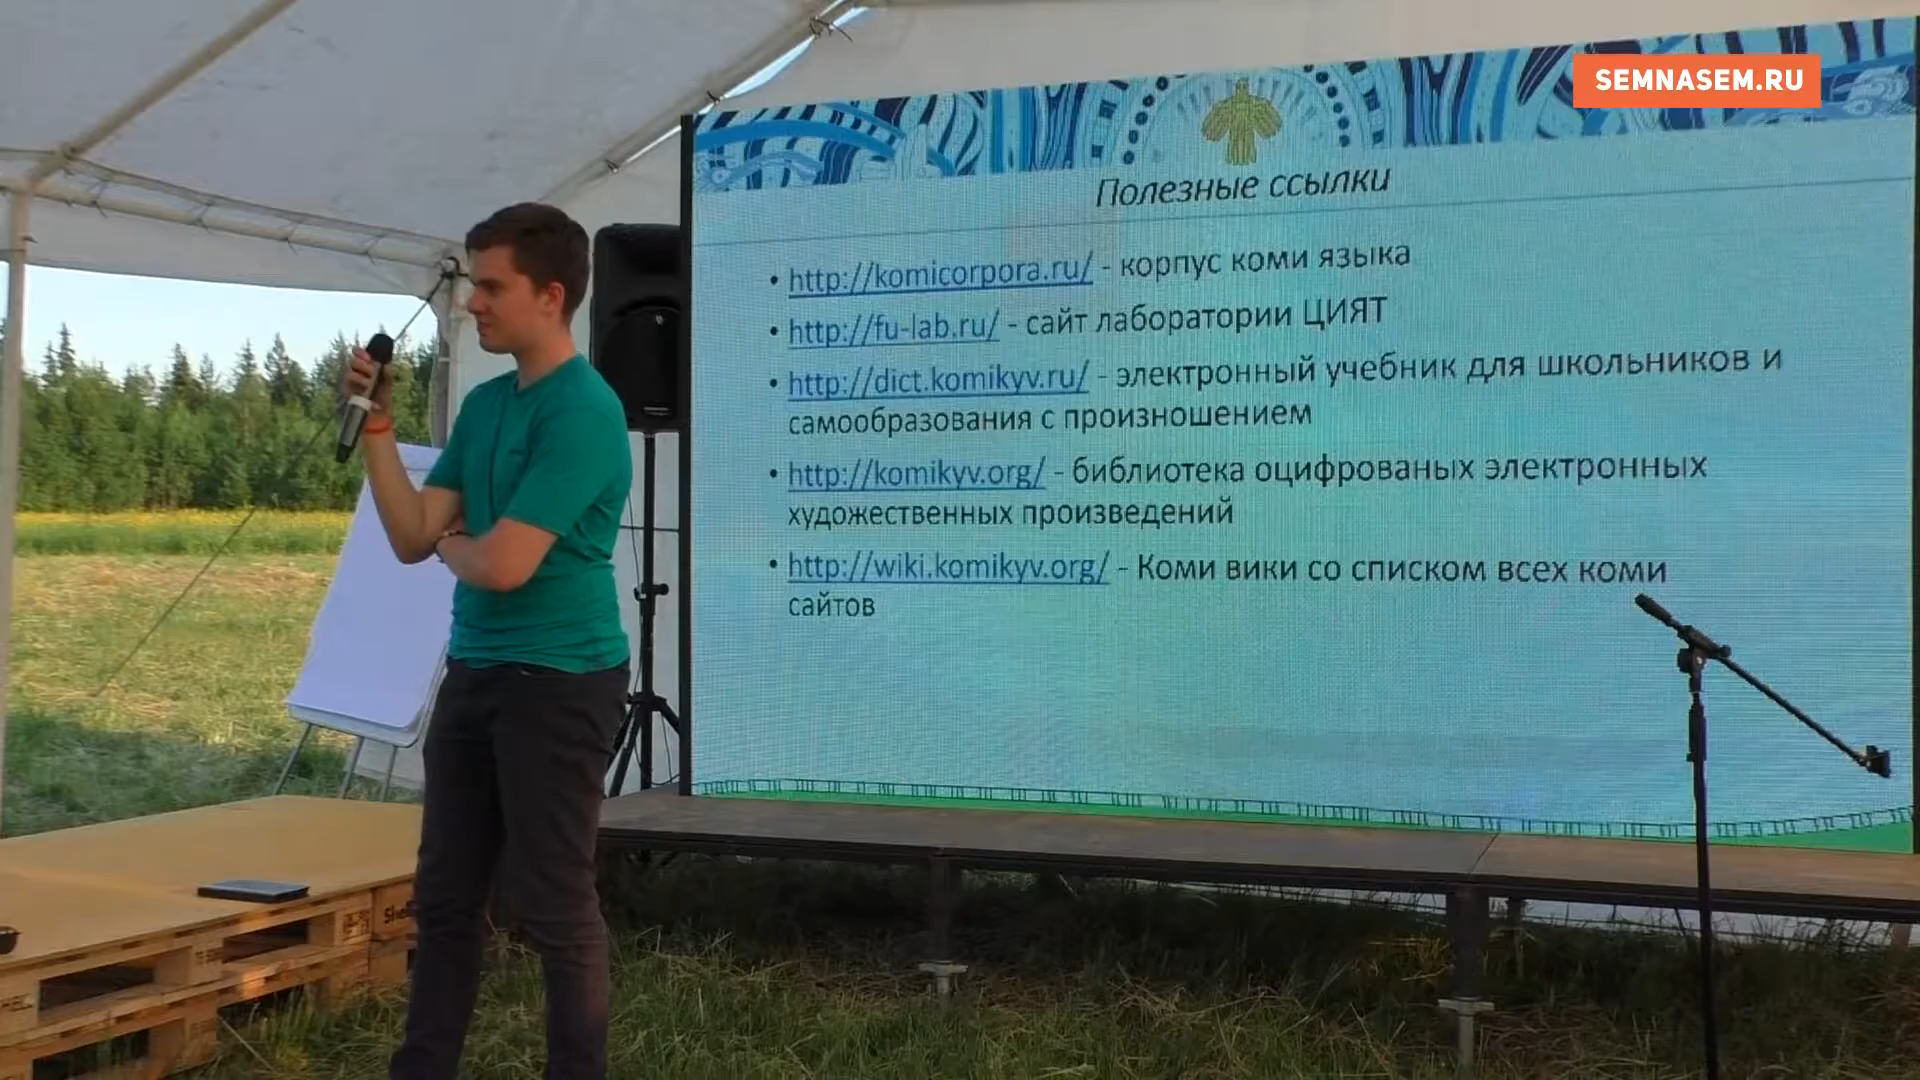 SEMNASEM.RU
Полезные ссылки
• http://komicorpora.ru/ - корпус коми языка
• http://fu-lab.ru/ - сайт лаборатории ЦИЯТ
• http://dict.komikyv.ru/ - электронный учебник для школьников и
самообразования с произношением
• http://komikyv.org/ - библиотека оцифрованых электронных
художественных произведений
• http://wiki.komikyv.org/ - Коми вики со списком всех коми
сайтов